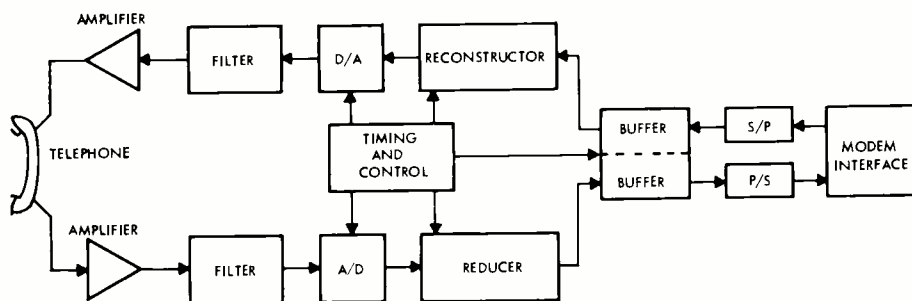 AMPLIFIER
FILTER
D/A
RECONSTRUCTOR
BUFFER
S/P
MODEM
INTERFACE
TIMING
AND
CONTROL
TELEPHONE
BUFFER
P/S
AMPLIFIER
FILTER
A/D
REDUCER